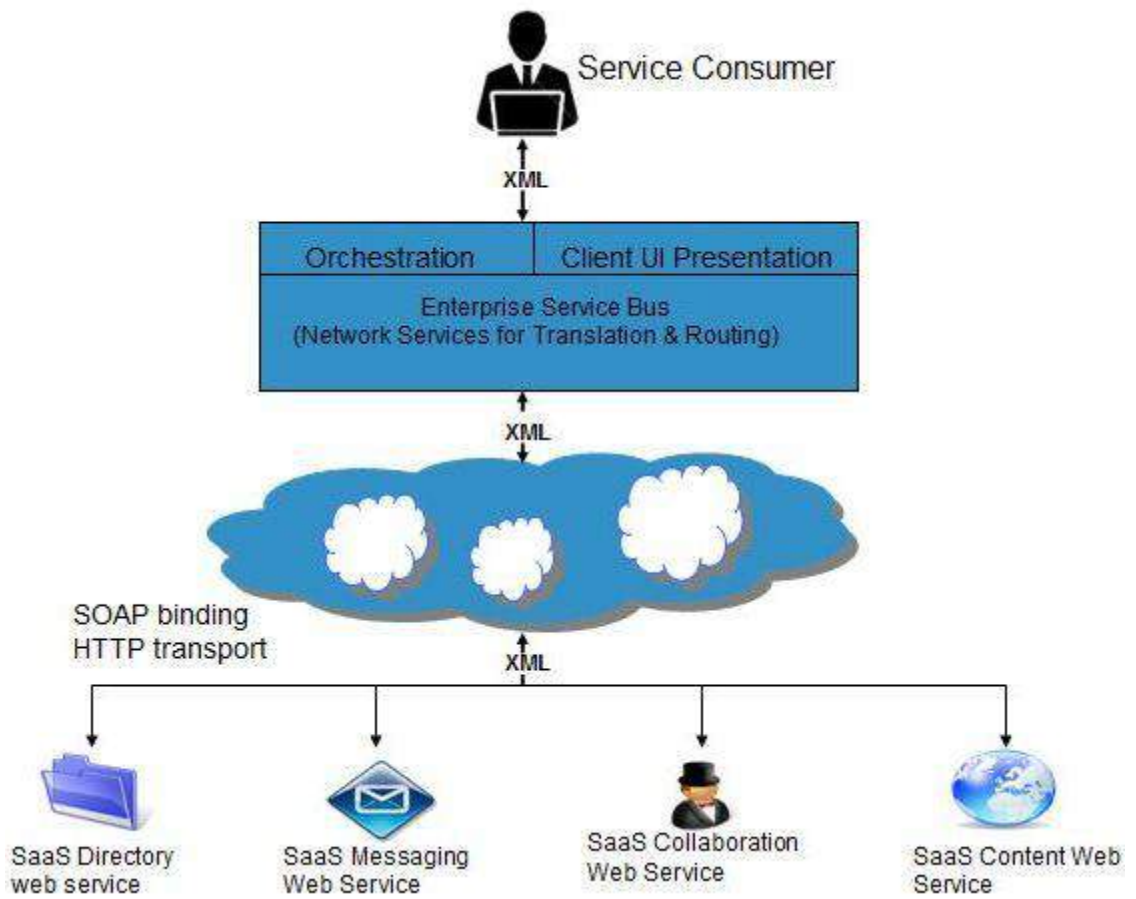 Service Consumer
XML
Orchestration
Client UI Presentation
Enterprise Service Bus
(Network Services for Translation & Routing)
XML
SOAP binding
HTTP transport
XML
SaaS Directory
web service
SaaS Messaging
Web Service
SaaS Collaboration
Web Service
SaaS Content Web
Service